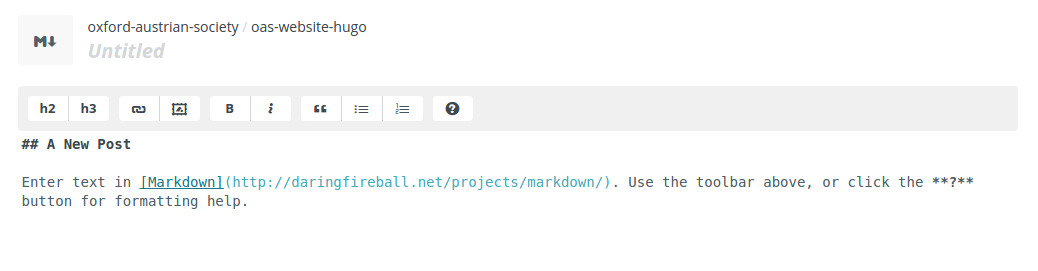 M↓ oxford-austrian-society / oas-website-hugo
Untitled
h2 h3 B i “ ?
## A New Post
Enter text in [Markdown](http://daringfireball.net/projects/markdown/). Use the toolbar above, or click the **?**
button for formatting help.